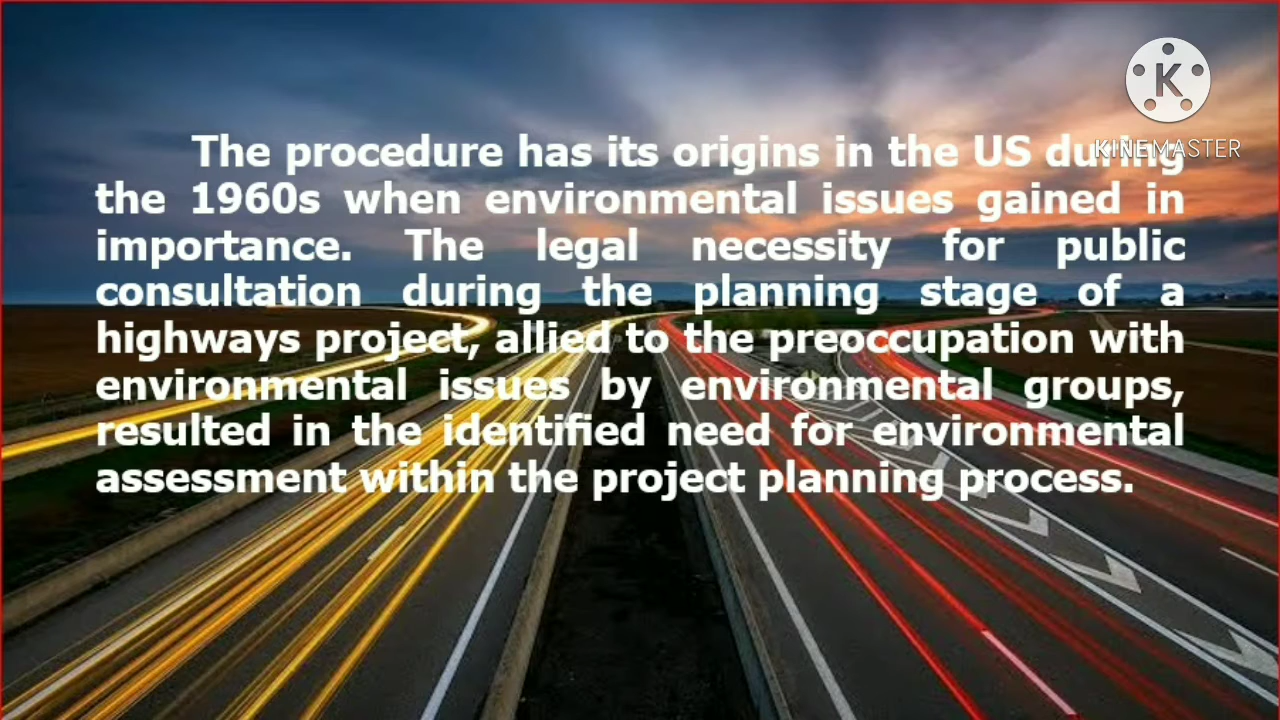 K
KINEMASTER
The procedure has its origins in the US during
the 1960s when environmental issues gained in
importance. The legal necessity for public
consultation during the planning stage of a
highways project, allied to the preoccupation with
environmental issues by environmental groups,
resulted in the identified need for environmental
assessment within the project planning process.